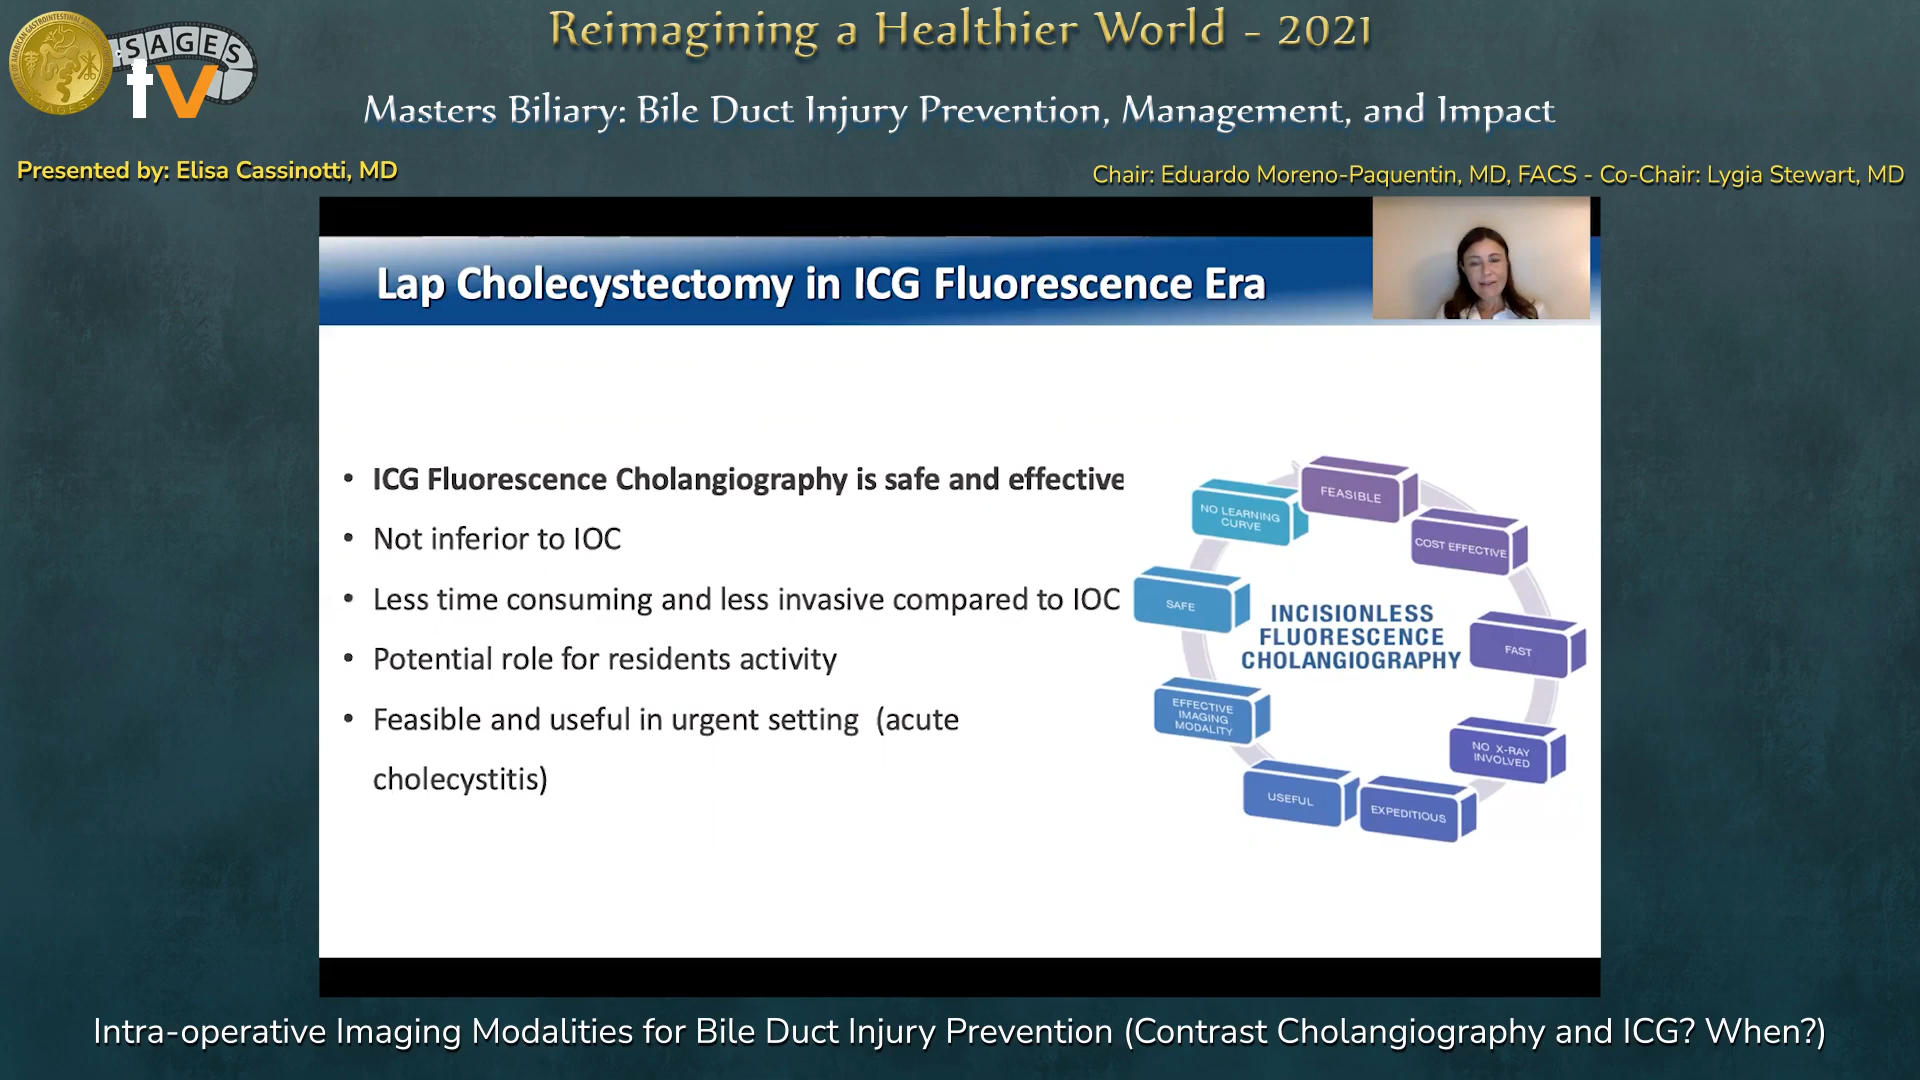 Reimagining a Healthier World - 2021
SAGES
tv
Masters Biliary: Bile Duct Injury Prevention, Management, and Impact
Presented by: Elisa Cassinotti, MD
Chair: Eduardo Moreno-Paquentin, MD, FACS - Co-Chair: Lygia Stewart, MD
Lap Cholecystectomy in ICG Fluorescence Era
• ICG Fluorescence Cholangiography is safe and effective
• Not inferior to IOC
• Less time consuming and less invasive compared to IOC
• Potential role for residents activity
• Feasible and useful in urgent setting (acute
cholecystitis)
FEASIBLE
COST EFFECTIVE
FAST
NO X-RAY
INVOLVED
EXPEDITIOUS
USEFUL
EFFECTIVE
IMAGING
MODALITY
SAFE
NO LEARNING
CURVE
INCISIONLESS
FLUORESCENCE
CHOLANGIOGRAPHY
Intra-operative Imaging Modalities for Bile Duct Injury Prevention (Contrast Cholangiography and ICG? When?)